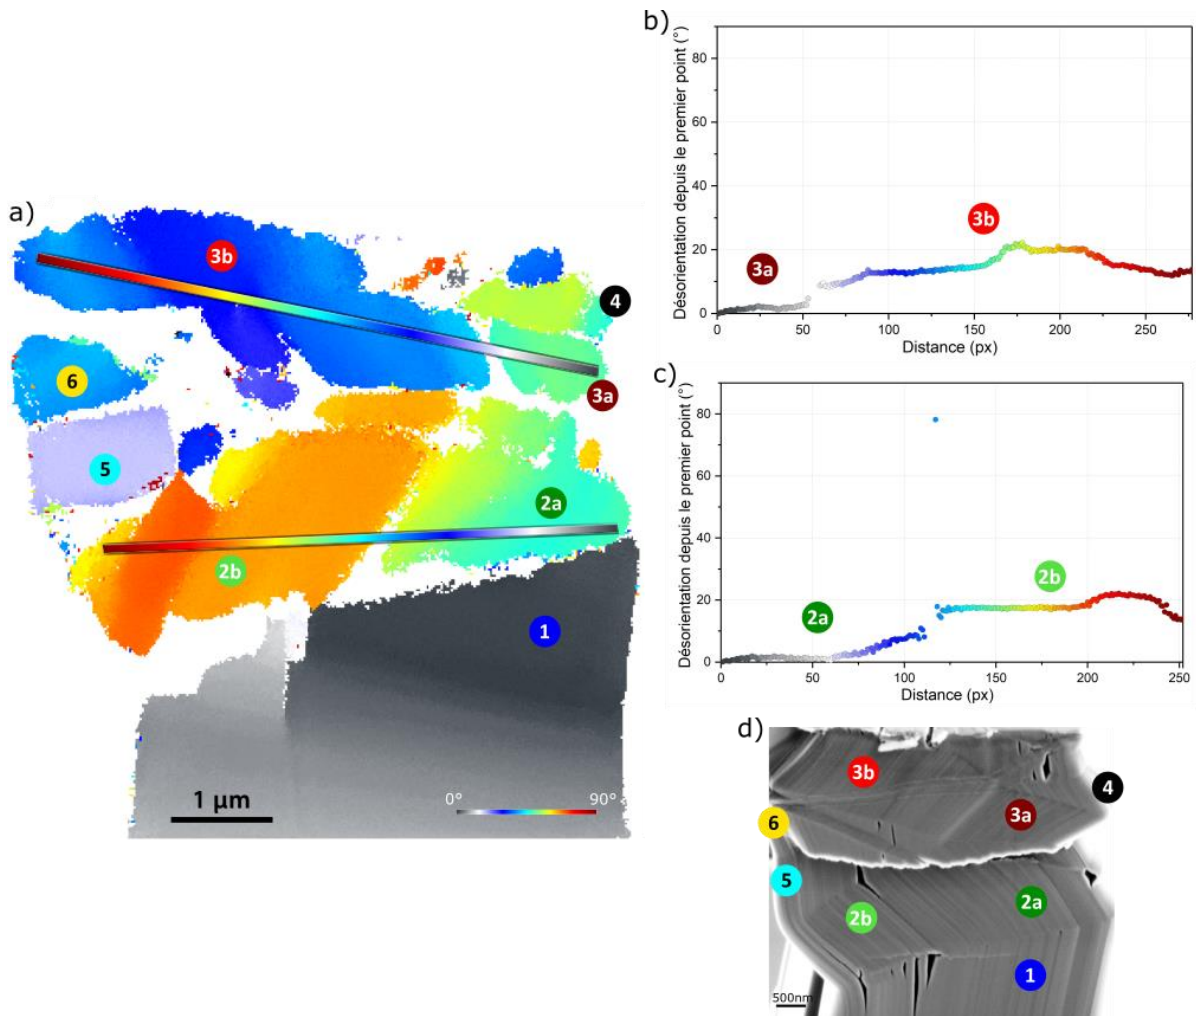 a)
3b
4
6
3a
5
2a
2b
1
1 µm
0°
90°
b)
Désorientation depuis le premier point (°)
80
60
40
20
0
3a
3b
0
50
100
150
200
250
Distance (px)
c)
Désorientation depuis le premier point (°)
80
60
40
20
0
2a
2b
0
50
100
150
200
250
Distance (px)
d)
3b
4
6
3a
5
2a
2b
1
500nm